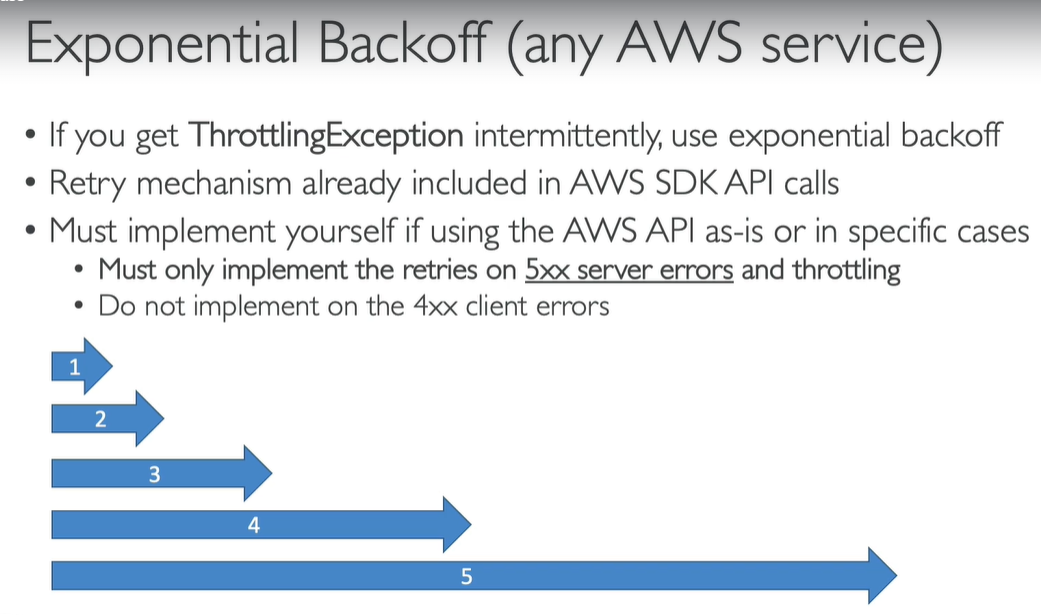 Exponential Backoff (any AWS service)
• If you get ThrottlingException intermittently, use exponential backoff
• Retry mechanism already included in AWS SDK API calls
• Must implement yourself if using the AWS API as-is or in specific cases
• Must only implement the retries on 5xx server errors and throttling
• Do not implement on the 4xx client errors
1
2
3
4
5